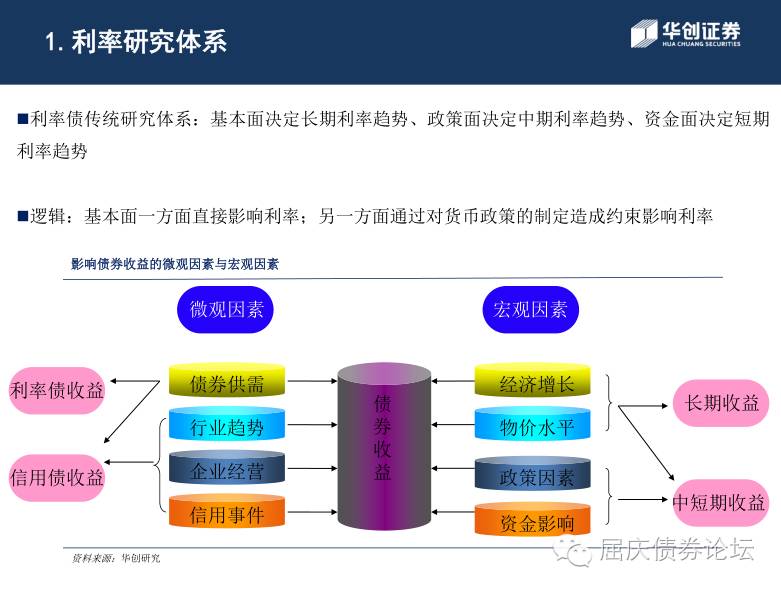 1.利率研究体系
华创证券
HUA CHUANG SECURITIES
■利率债传统研究体系：基本面决定长期利率趋势、政策面决定中期利率趋势、资金面决定短期
利率趋势
■逻辑：基本面一方面直接影响利率；另一方面通过对货币政策的制定造成约束影响利率
影响债券收益的微观因素与宏观因素
微观因素
宏观因素
利率债收益
信用债收益
债券供需
行业趋势
企业经营
信用事件
债券收益
经济增长
物价水平
政策因素
资金影响
长期收益
中短期收益
资料来源：华创研究
屈庆债券论坛